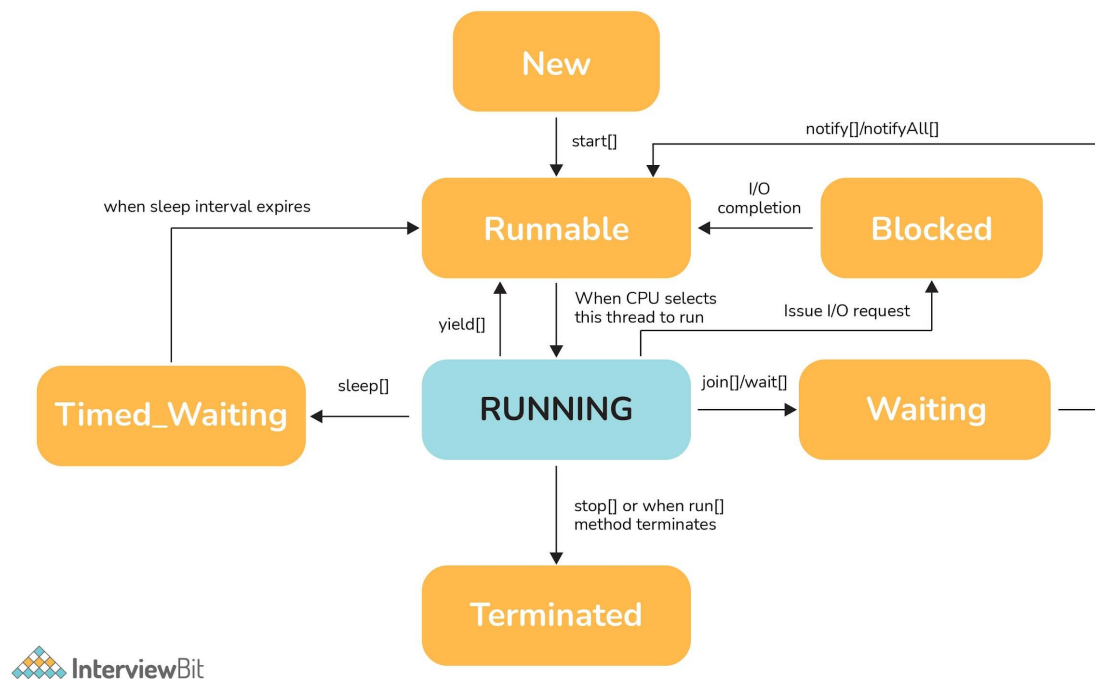 New
start[]
notify[]/notifyAll[]
when sleep interval expires
Runnable
I/O
completion
Blocked
yield[]
When CPU selects
this thread to run
Issue I/O request
Timed_Waiting
sleep[]
RUNNING
join[]/wait[]
Waiting
stop[] or when run[]
method terminates
Terminated
InterviewBit